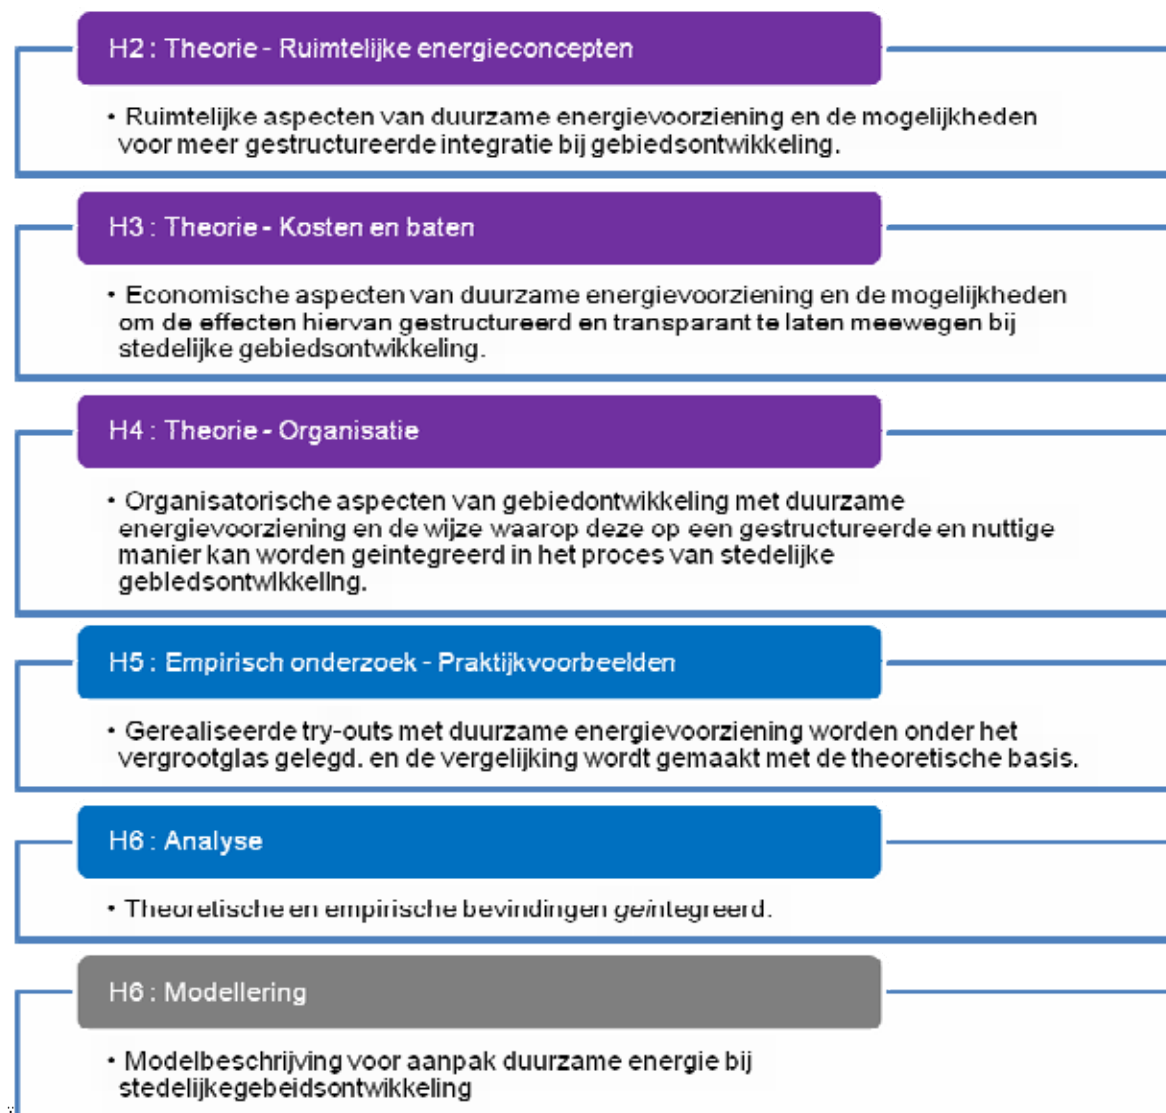 H2 : Theorie - Ruimtelijke energieconcepten
• Ruimtelijke aspecten van duurzame energievoorziening en de mogelijkheden
voor meer gestructureerde integratie bij gebiedsontwikkeling.
H3 : Theorie - Kosten en baten
• Economische aspecten van duurzame energievoorziening en de mogelijkheden
om de effecten hiervan gestructureerd en transparant te laten meewegen bij
stedelijke gebiedsontwikkeling.
H4 : Theorie - Organisatie
• Organisatorische aspecten van gebiedontwikkeling met duurzame
energievoorziening en de wijze waarop deze op een gestructureerde en nuttige
manier kan worden geintegreerd in het proces van stedelijke
gebiedsontwikkeling.
H5 : Empirisch onderzoek - Praktijkvoorbeelden
• Gerealiseerde try-outs met duurzame energievoorziening worden onder het
vergrootglas gelegd. en de vergelijking wordt gemaakt met de theoretische basis.
H6 : Analyse
• Theoretische en empirische bevindingen geintegreerd.
H6 : Modellering
• Modelbeschrijving voor aanpak duurzame energie bij
stedelijkegebeidsontwikkeling